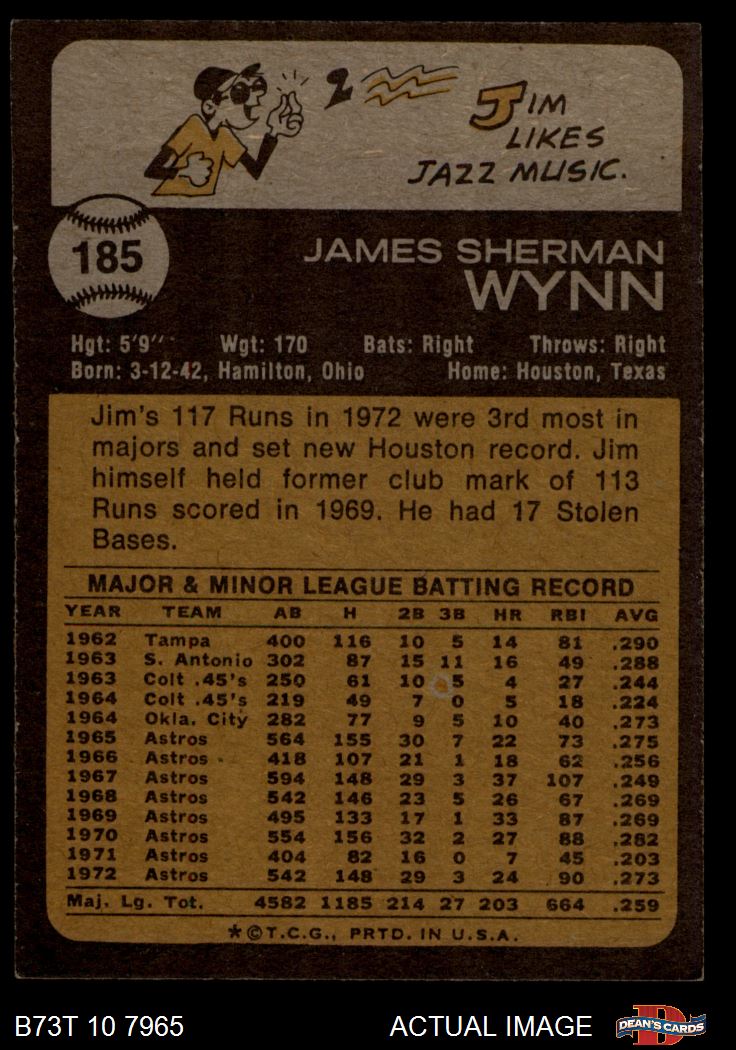 2
JIM
LIKES
JAZZ MUSIC.
185
JAMES SHERMAN
WYNN
Hgt: 5'9" Wgt: 170 Bats: Right Throws: Right
Born: 3-12-42, Hamilton, Ohio Home: Houston, Texas
Jim's 117 Runs in 1972 were 3rd most in
majors and set new Houston record. Jim
himself held former club mark of 113
Runs scored in 1969. He had 17 Stolen
Bases.
MAJOR & MINOR LEAGUE BATTING RECORD
YEAR TEAM AB H 2B 3B HR RBI AVG
1962 Tampa 400 116 10 5 14 81 .290
1963 S. Antonio 302 87 15 11 16 49 .288
1963 Colt .45's 250 61 10 5 4 27 .244
1964 Colt .45's 219 49 7 0 5 18 .224
1964 Okla. City 282 77 9 5 10 40 .273
1965 Astros 564 155 30 7 22 73 .275
1966 Astros 418 107 21 1 18 62 .256
1967 Astros 594 148 29 3 37 107 .249
1968 Astros 542 146 23 5 26 67 .269
1969 Astros 495 133 17 1 33 87 .269
1970 Astros 554 156 32 2 27 88 .282
1971 Astros 404 82 16 0 7 45 .203
1972 Astros 542 148 29 3 24 90 .273
Maj. Lg. Tot. 4582 1185 214 27 203 664 .259
*©T.C.G., PRTD. IN U.S.A.
B73T 10 7965 ACTUAL IMAGE D DEAN'S CARDS